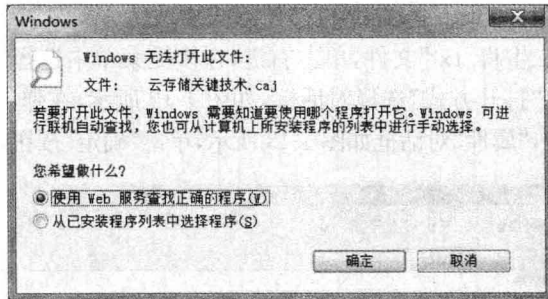 Windows
Windows 无法打开此文件:
文件: 云存储关键技术.caj
若要打开此文件，Windows 需要知道要使用哪个程序打开它。Windows 可进
行联机自动查找，您也可从计算机上所安装程序的列表中进行手动选择。
您希望做什么?
使用 Web 服务查找正确的程序(W)
从已安装程序列表中选择程序(S)
确定 取消